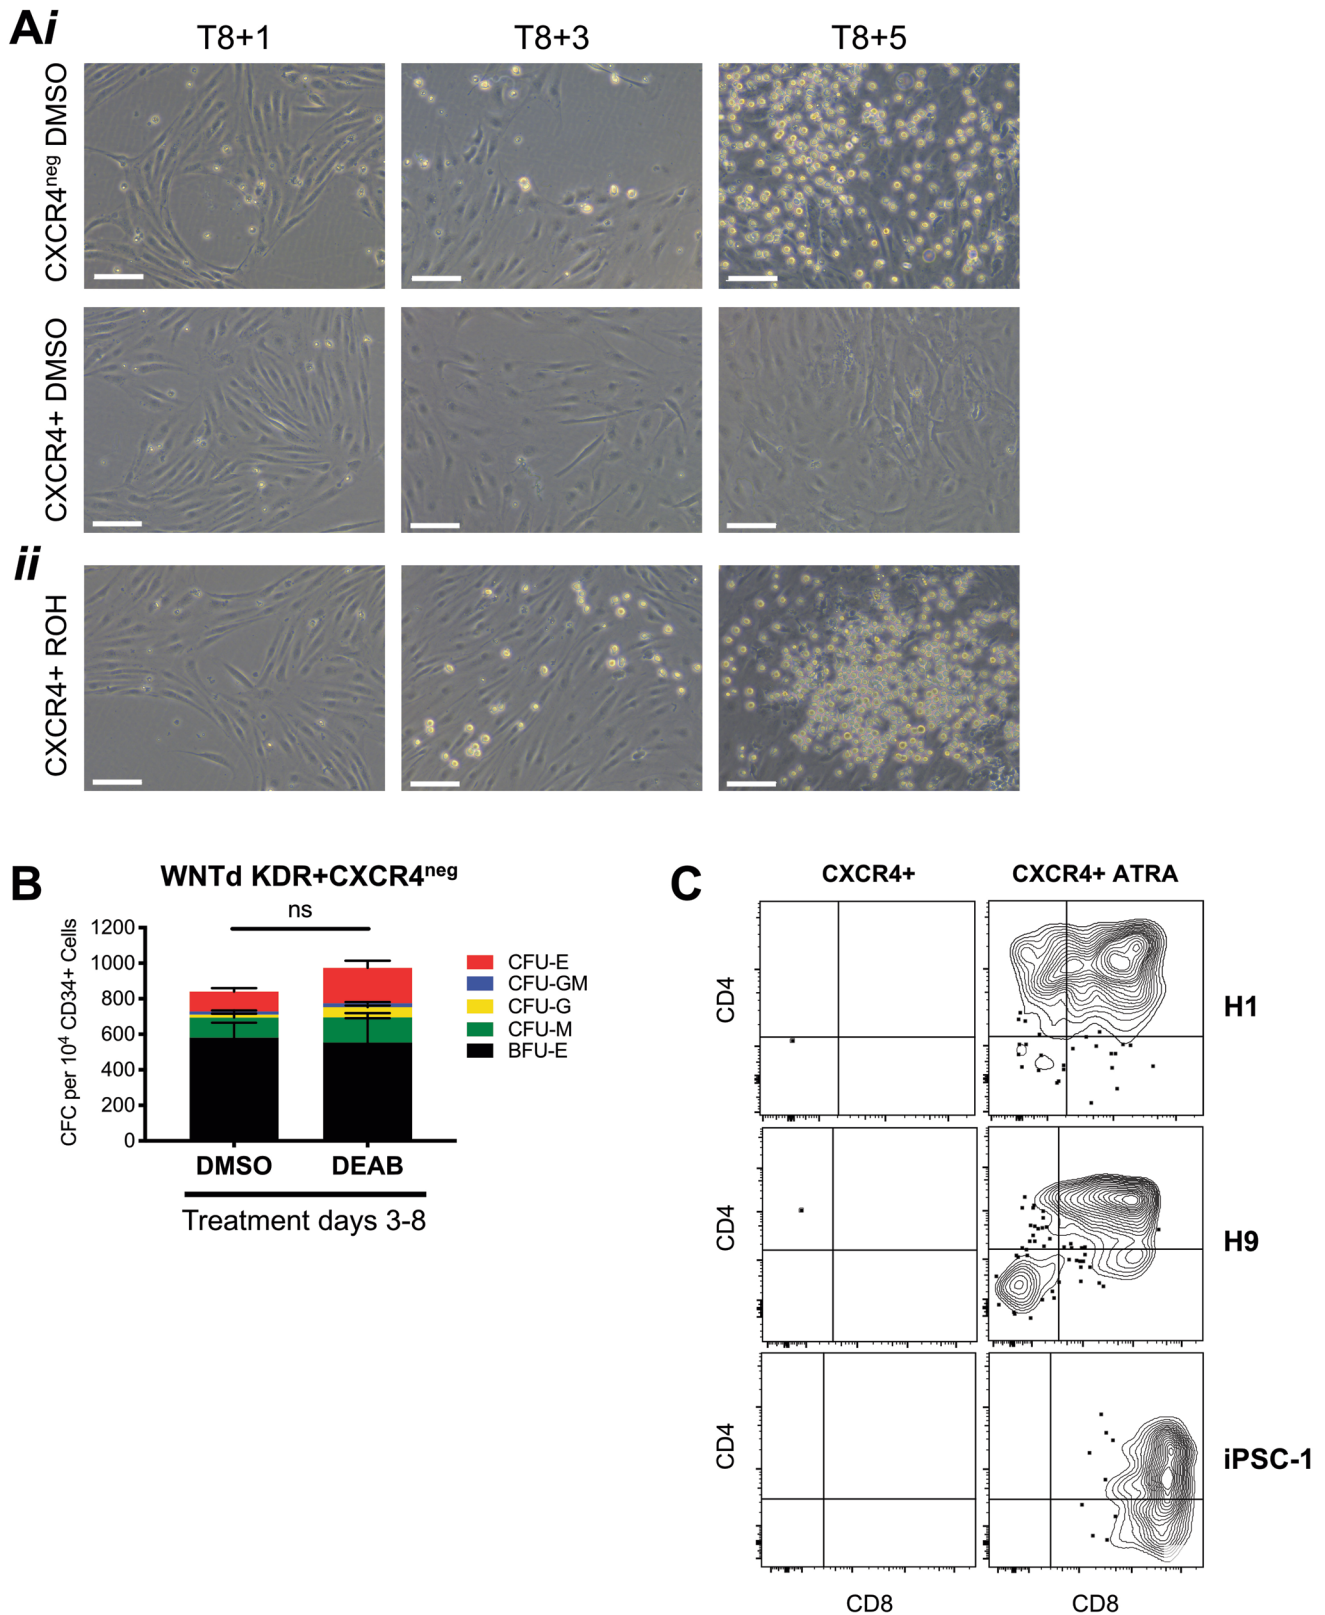 Ai
T8+1 T8+3 T8+5
CXCR4neg DMSO
CXCR4+ DMSO
ii
CXCR4+ ROH
B
WNTd KDR+CXCR4neg
ns
CFC per 10⁴ CD34+ Cells
1200
1000
800
600
400
200
0
CFU-E
CFU-GM
CFU-G
CFU-M
BFU-E
DMSO DEAB
Treatment days 3-8
C
CXCR4+ CXCR4+ ATRA
CD4
H1
CD4
H9
CD4
iPSC-1
CD8 CD8